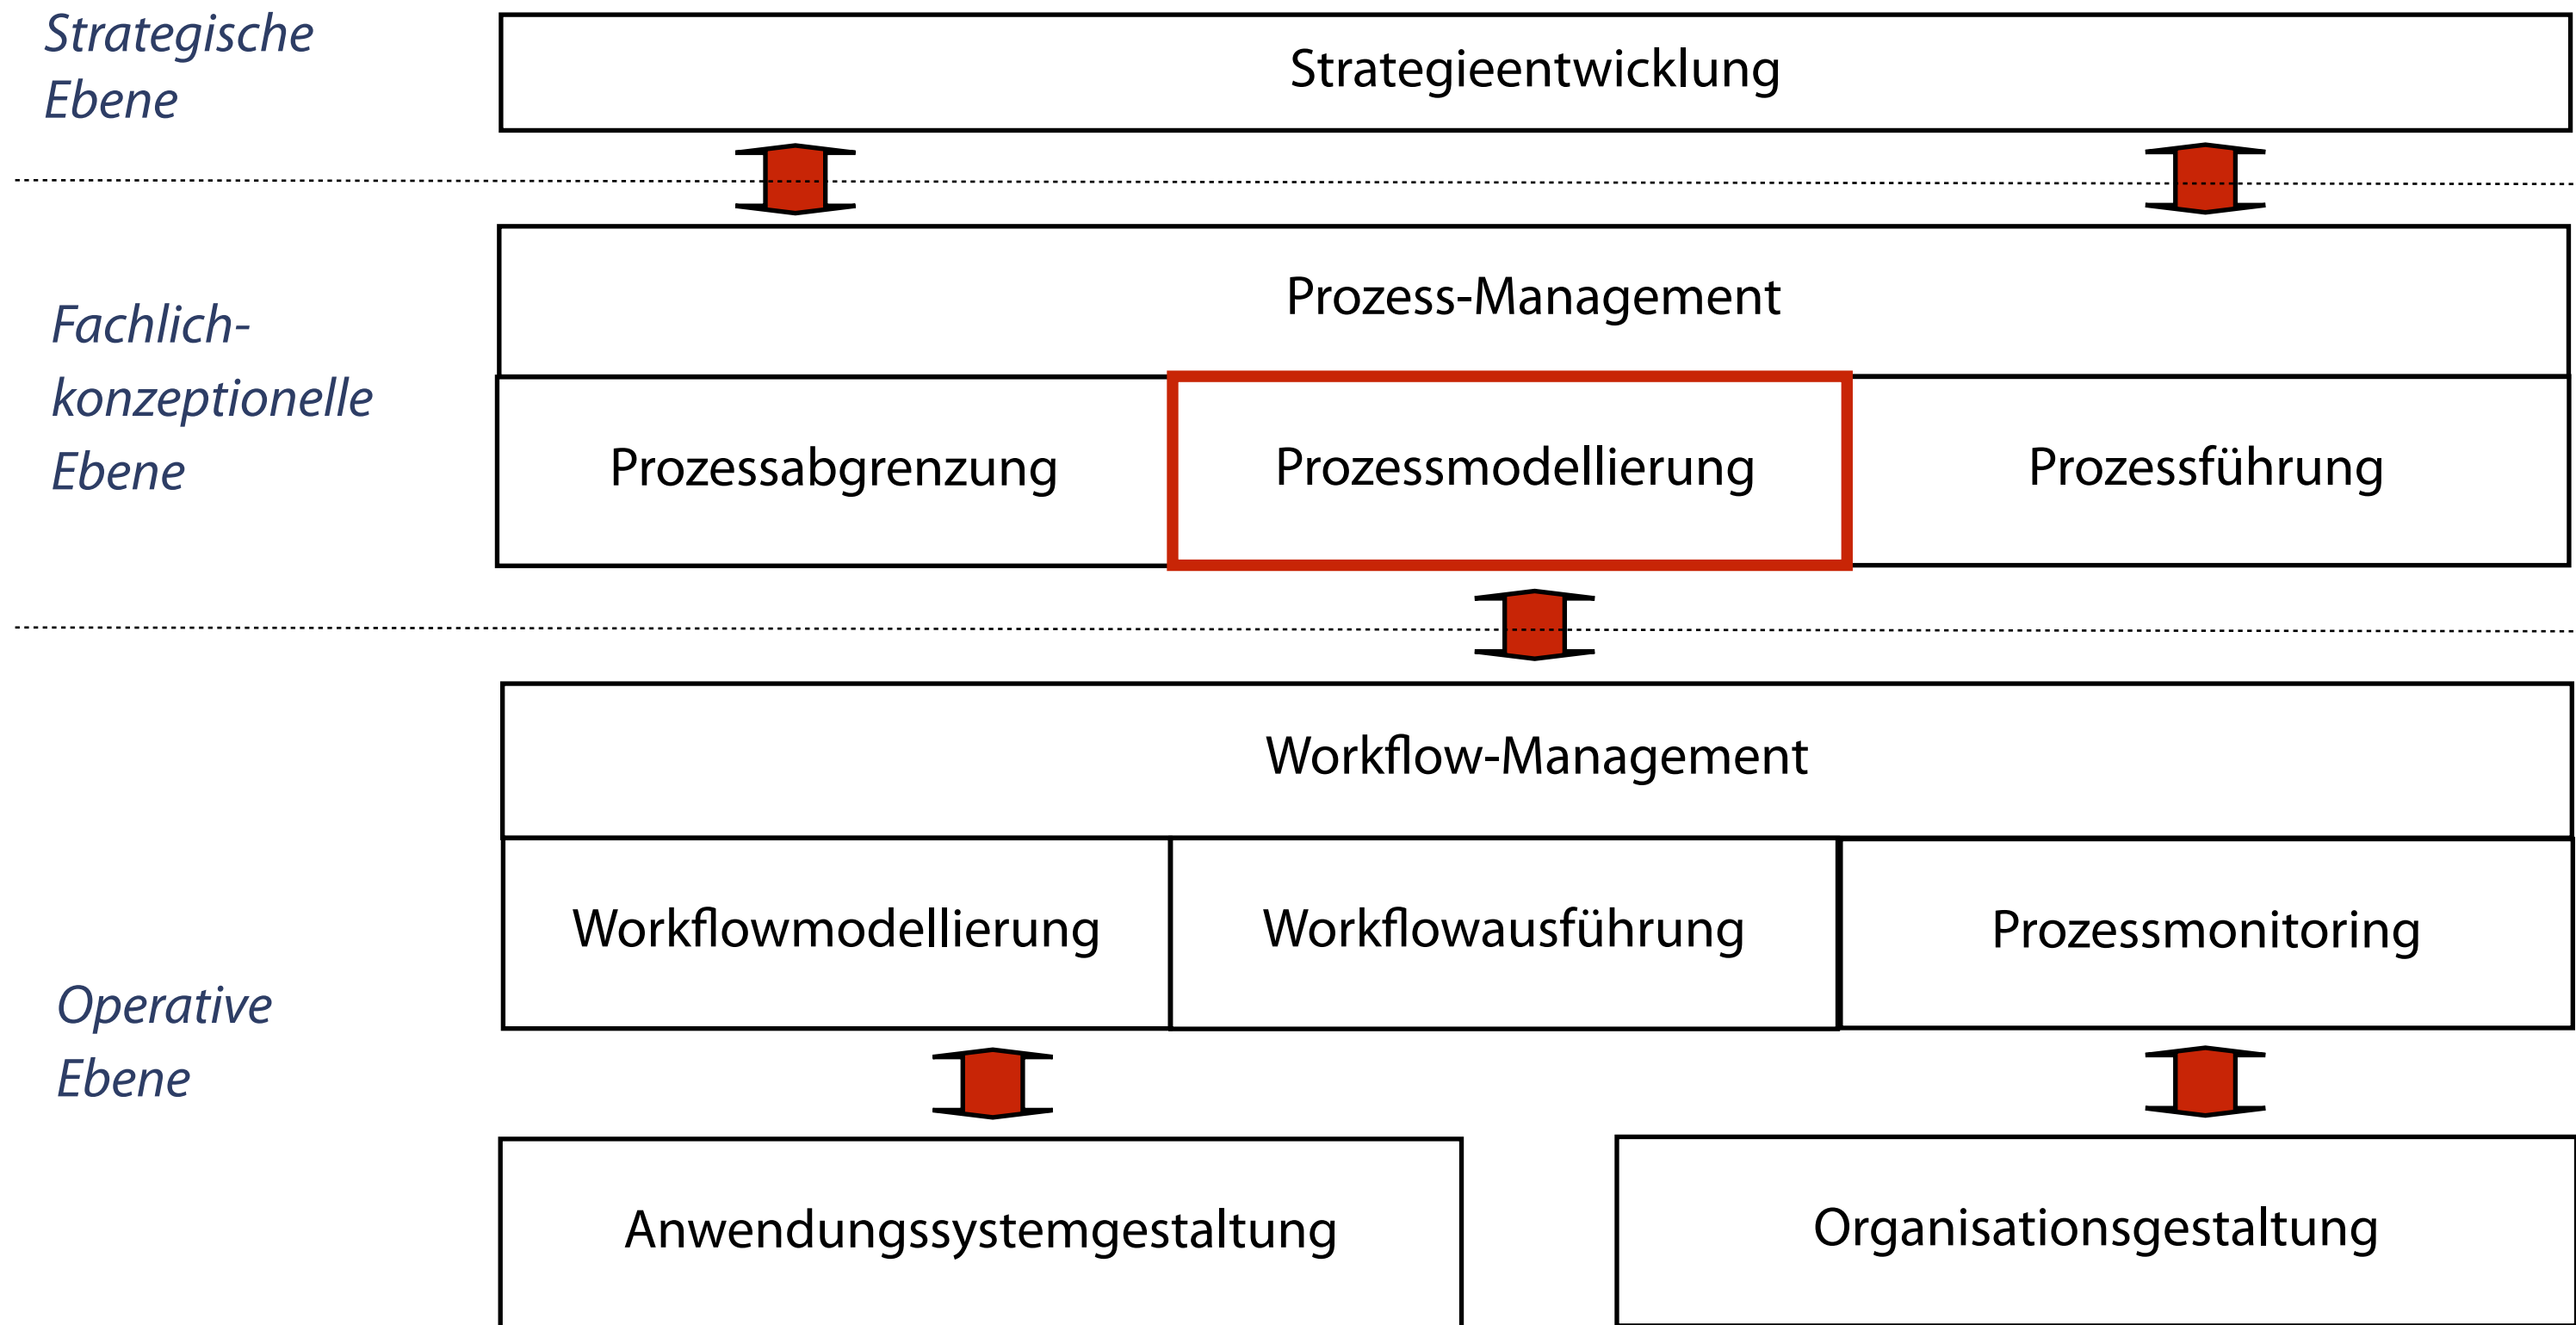 Strategische
Ebene
Strategieentwicklung
Fachlich-
konzeptionelle
Ebene
Prozess-Management
Prozessabgrenzung
Prozessmodellierung
Prozessführung
Operative
Ebene
Workflow-Management
Workflowmodellierung
Workflowausführung
Prozessmonitoring
Anwendungssystemgestaltung
Organisationsgestaltung